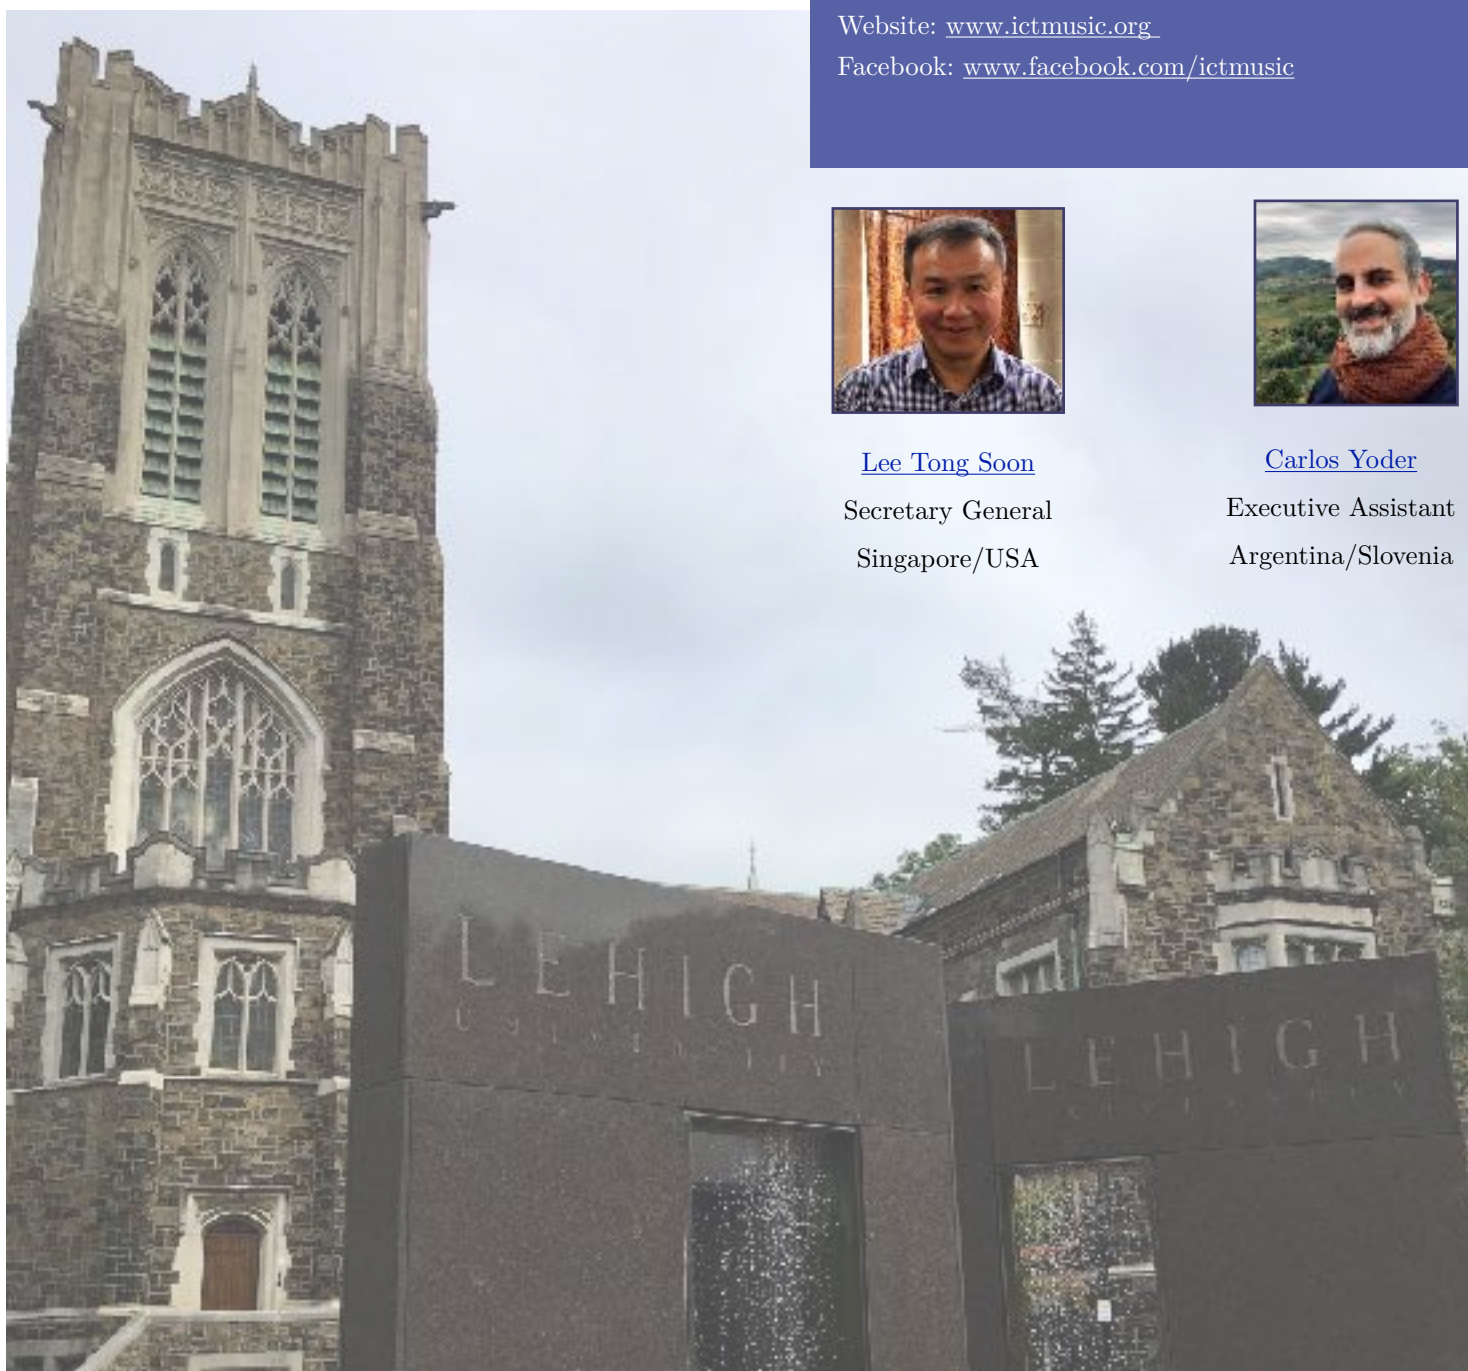 Website: www.ictmusic.org
Facebook: www.facebook.com/ictmusic
Lee Tong Soon
Secretary General
Singapore/USA
Carlos Yoder
Executive Assistant
Argentina/Slovenia
LEHIGH
UNIVERSITY
LEHIGH